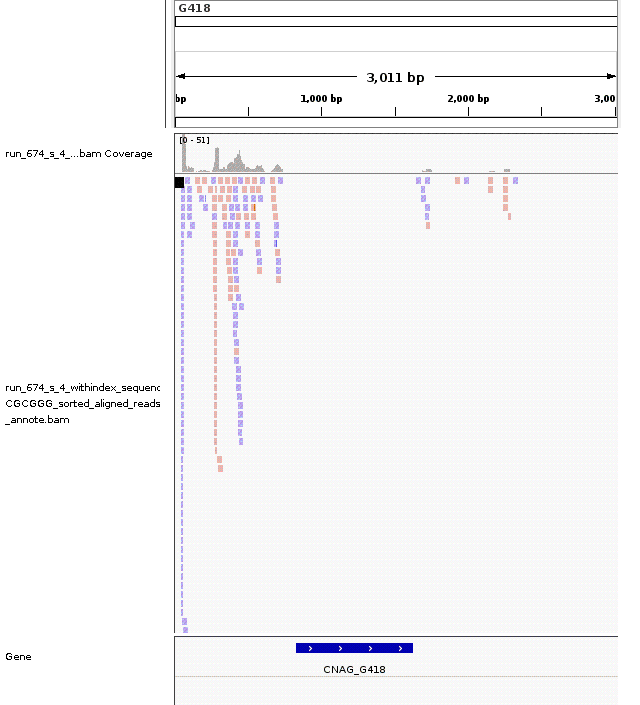 G418
3,011 bp
bp 1,000 bp 2,000 bp 3,00
[0 - 51]
run_674_s_4_...bam Coverage
run_674_s_4_withindex_sequenc
CGCGGG_sorted_aligned_reads
_annote.bam
Gene
CNAG_G418